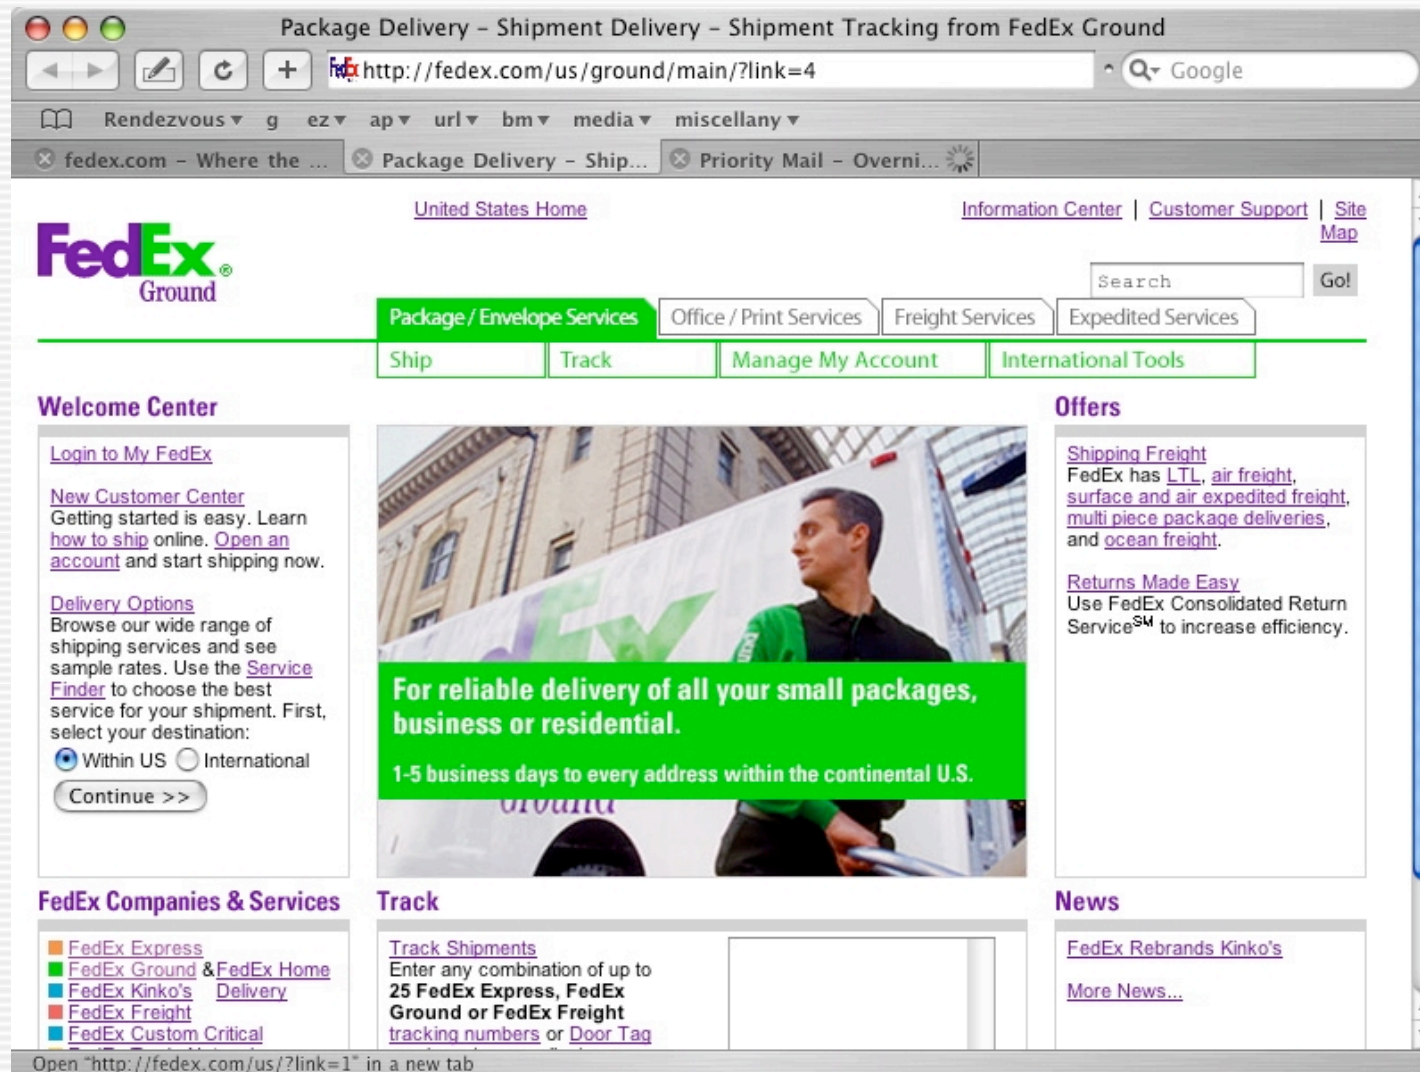 Package Delivery – Shipment Delivery – Shipment Tracking from FedEx Ground
http://fedex.com/us/ground/main/?link=4
Google
Rendezvous g ez ap url bm media miscellany
fedex.com – Where the ...
Package Delivery – Ship...
Priority Mail – Overni...
United States Home
Information Center | Customer Support | Site
Map
FedEx®
Ground
Search
Go!
Package / Envelope Services
Office / Print Services
Freight Services
Expedited Services
Ship
Track
Manage My Account
International Tools
Welcome Center
Login to My FedEx
New Customer Center
Getting started is easy. Learn
how to ship online. Open an
account and start shipping now.
Delivery Options
Browse our wide range of
shipping services and see
sample rates. Use the Service
Finder to choose the best
service for your shipment. First,
select your destination:
Within US International
Continue >>
For reliable delivery of all your small packages,
business or residential.
1-5 business days to every address within the continental U.S.
Ground
Offers
Shipping Freight
FedEx has LTL, air freight,
surface and air expedited freight,
multi piece package deliveries,
and ocean freight.
Returns Made Easy
Use FedEx Consolidated Return
Service℠ to increase efficiency.
FedEx Companies & Services
FedEx Express
FedEx Ground & FedEx Home
FedEx Kinko's Delivery
FedEx Freight
FedEx Custom Critical
Track
Track Shipments
Enter any combination of up to
25 FedEx Express, FedEx
Ground or FedEx Freight
tracking numbers or Door Tag
News
FedEx Rebrands Kinko's
More News...
Open "http://fedex.com/us/?link=1" in a new tab